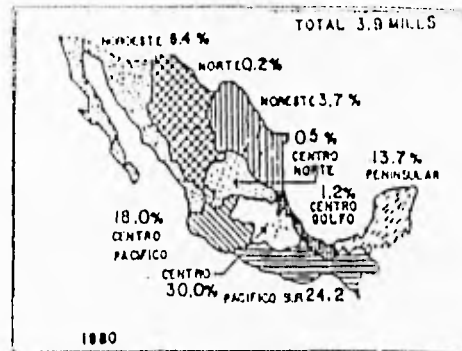 TOTAL 3.9 MILLS
NOROESTE 8.4 %
NORTE 0.2 %
NORESTE 3.7 %
0.5 %
CENTRO
NORTE
13.7 %
PENINSULAR
1.2 %
CENTRO
GOLFO
18.0 %
CENTRO
PACIFICO
CENTRO
30.0%
PACIFICO SUR 24.2
1980